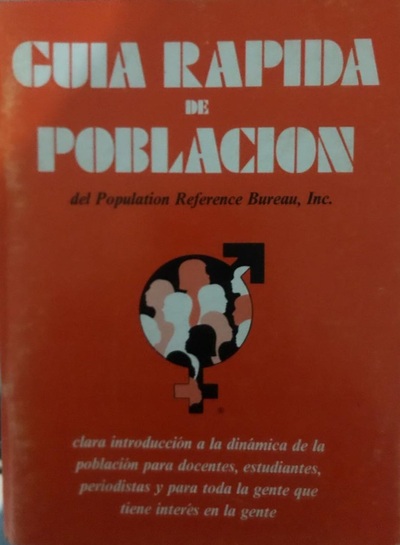 GUIA RAPIDA
DE
POBLACION
del Population Reference Bureau, Inc.
clara introducción a la dinámica de la
población para docentes, estudiantes,
periodistas y para toda la gente que
tiene interés en la gente